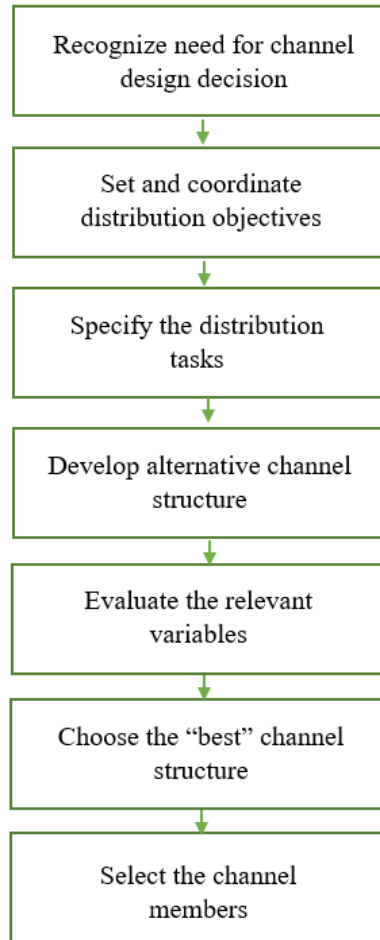 Recognize need for channel
design decision
Set and coordinate
distribution objectives
Specify the distribution
tasks
Develop alternative channel
structure
Evaluate the relevant
variables
Choose the “best” channel
structure
Select the channel
members